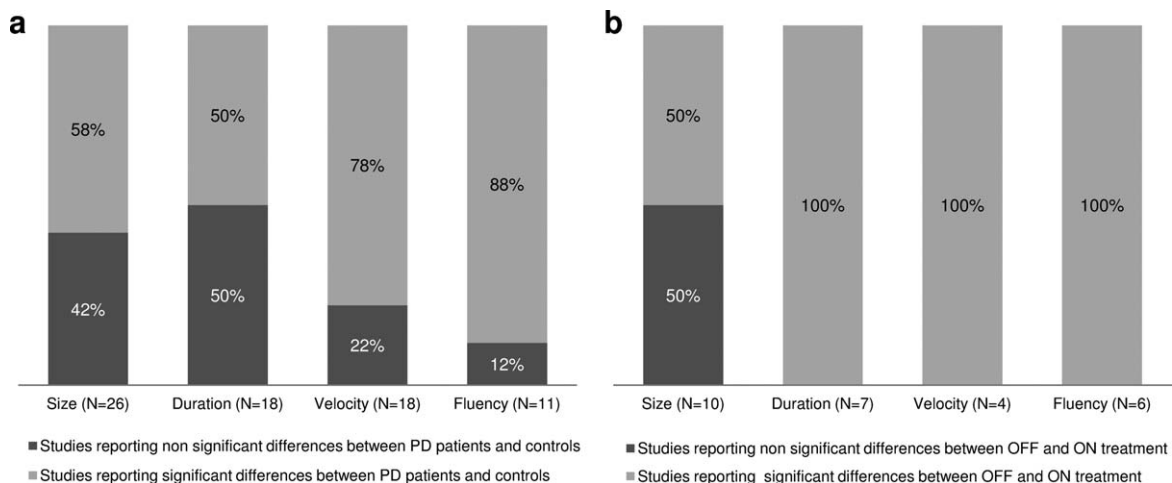 a
58%
50%
78%
88%
42%
50%
22%
12%
Size (N=26) Duration (N=18) Velocity (N=18) Fluency (N=11)
Studies reporting non significant differences between PD patients and controls
Studies reporting significant differences between PD patients and controls
b
50%
100%
100%
100%
50%
Size (N=10) Duration (N=7) Velocity (N=4) Fluency (N=6)
Studies reporting non significant differences between OFF and ON treatment
Studies reporting significant differences between OFF and ON treatment